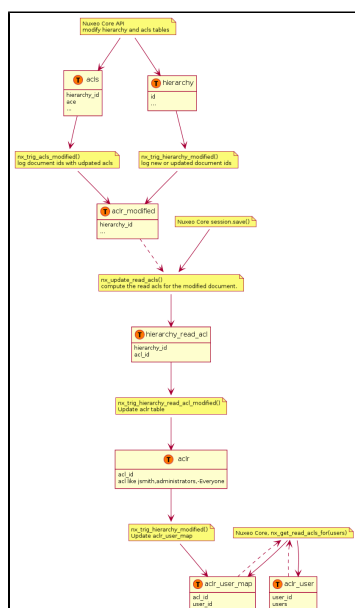 Nuxeo Core API
modify hierarchy and acls tables
T acls
hierarchy_id
ace
...
T hierarchy
id
...
nx_trig_acls_modified()
log document ids with udpated acls
nx_trig_hierarchy_modified()
log new or updated document ids
T aclr_modified
hierarchy_id
...
Nuxeo Core session.save()
nx_update_read_acls()
compute the read acls for the modified document.
T hierarchy_read_acl
hierarchy_id
acl_id
nx_trig_hierarchy_read_acl_modified()
Update aclr table
T aclr
acl_id
acl like jsmith,administrators,-Everyone
nx_trig_hierarchy_modified()
Update aclr_user_map
Nuxeo Core, nx_get_read_acls_for(users)
T aclr_user_map
acl_id
user_id
T aclr_user
user_id
users